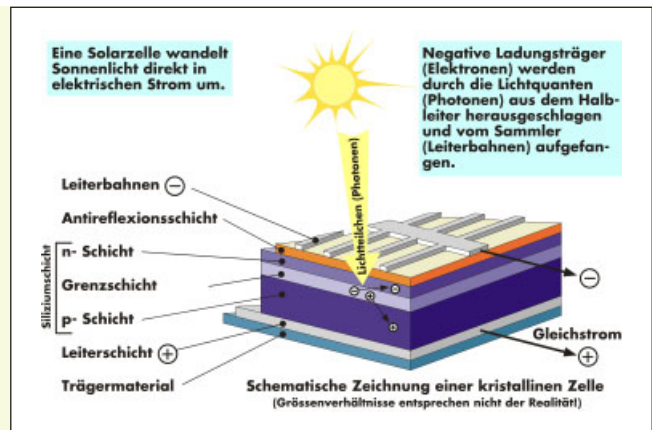 Eine Solarzelle wandelt
Sonnenlicht direkt in
elektrischen Strom um.
Negative Ladungsträger
(Elektronen) werden
durch die Lichtquanten
(Photonen) aus dem Halb-
leiter herausgeschlagen
und vom Sammler
(Leiterbahnen) aufgefan-
gen.
Lichtteilchen (Photonen)
Leiterbahnen −
Antireflexionsschicht
Siliziumschicht
n- Schicht
Grenzschicht
p- Schicht
Leiterschicht +
Trägermaterial
− +
−
+
−
Gleichstrom
+
Schematische Zeichnung einer kristallinen Zelle
(Grössenverhältnisse entsprechen nicht der Realität!)